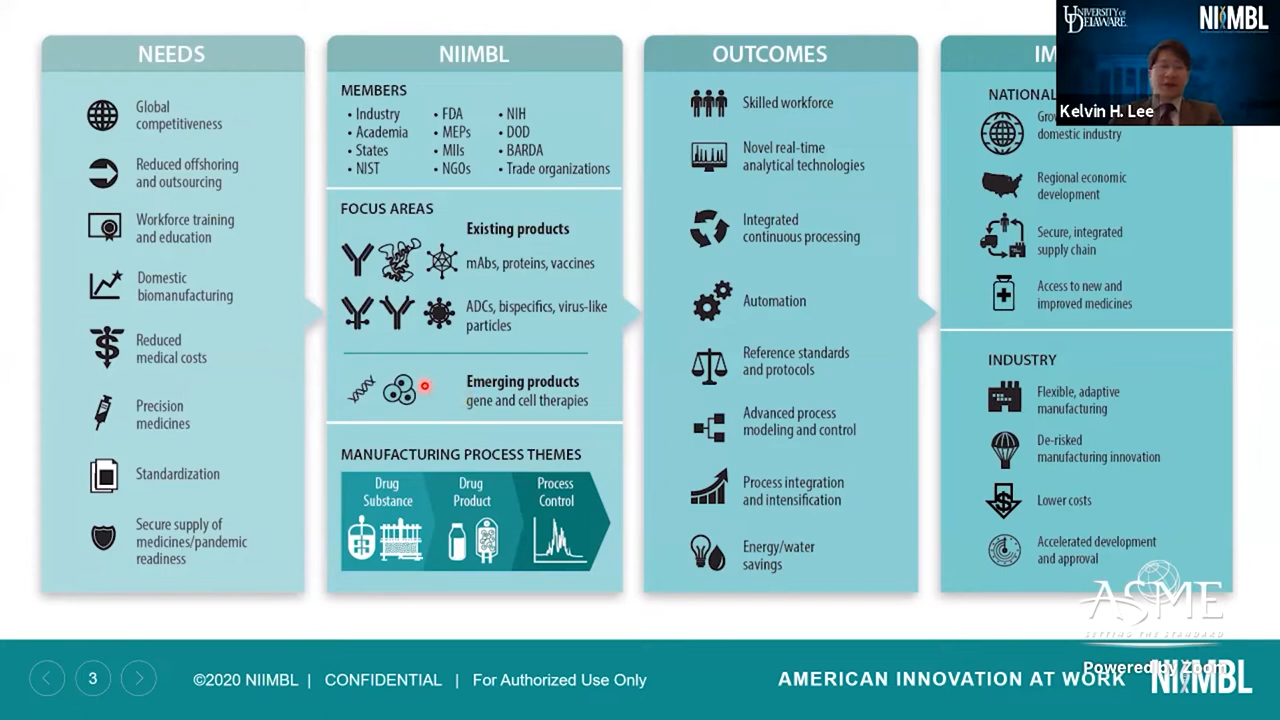 NEEDS
Global
competitiveness
Reduced offshoring
and outsourcing
Workforce training
and education
Domestic
biomanufacturing
Reduced
medical costs
Precision
medicines
Standardization
Secure supply of
medicines/pandemic
readiness
NIIMBL
MEMBERS
• Industry • FDA • NIH
• Academia • MEPs • DOD
• States • MIIs • BARDA
• NIST • NGOs • Trade organizations
FOCUS AREAS
Existing products
mAbs, proteins, vaccines
ADCs, bispecifics, virus-like
particles
Emerging products
gene and cell therapies
MANUFACTURING PROCESS THEMES
Drug
Substance
Drug
Product
Process
Control
OUTCOMES
Skilled workforce
Novel real-time
analytical technologies
Integrated
continuous processing
Automation
Reference standards
and protocols
Advanced process
modeling and control
Process integration
and intensification
Energy/water
savings
NATIONAL
domestic industry
Regional economic
development
Secure, integrated
supply chain
Access to new and
improved medicines
INDUSTRY
Flexible, adaptive
manufacturing
De-risked
manufacturing innovation
Lower costs
Accelerated development
and approval
UNIVERSITY OF
DELAWARE
NIIMBL
Kelvin H. Lee
ASME
SETTING THE STANDARD
Powered by Zoom
3
©2020 NIIMBL | CONFIDENTIAL | For Authorized Use Only
AMERICAN INNOVATION AT WORK
NIIMBL